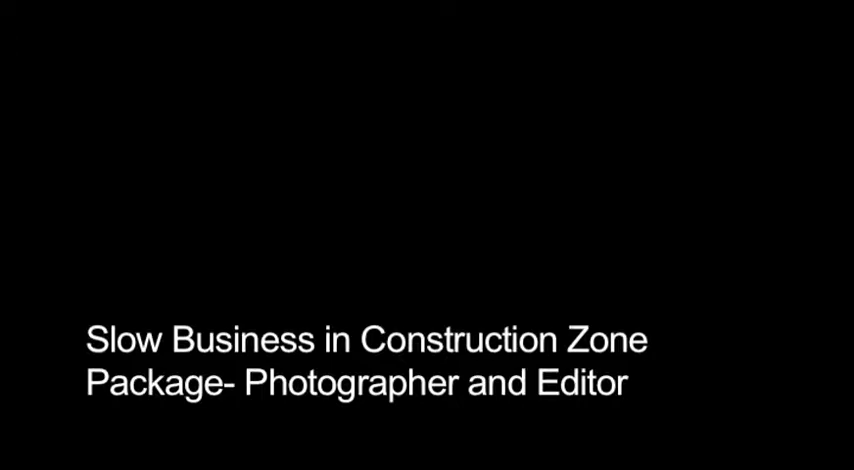 Slow Business in Construction Zone
Package- Photographer and Editor